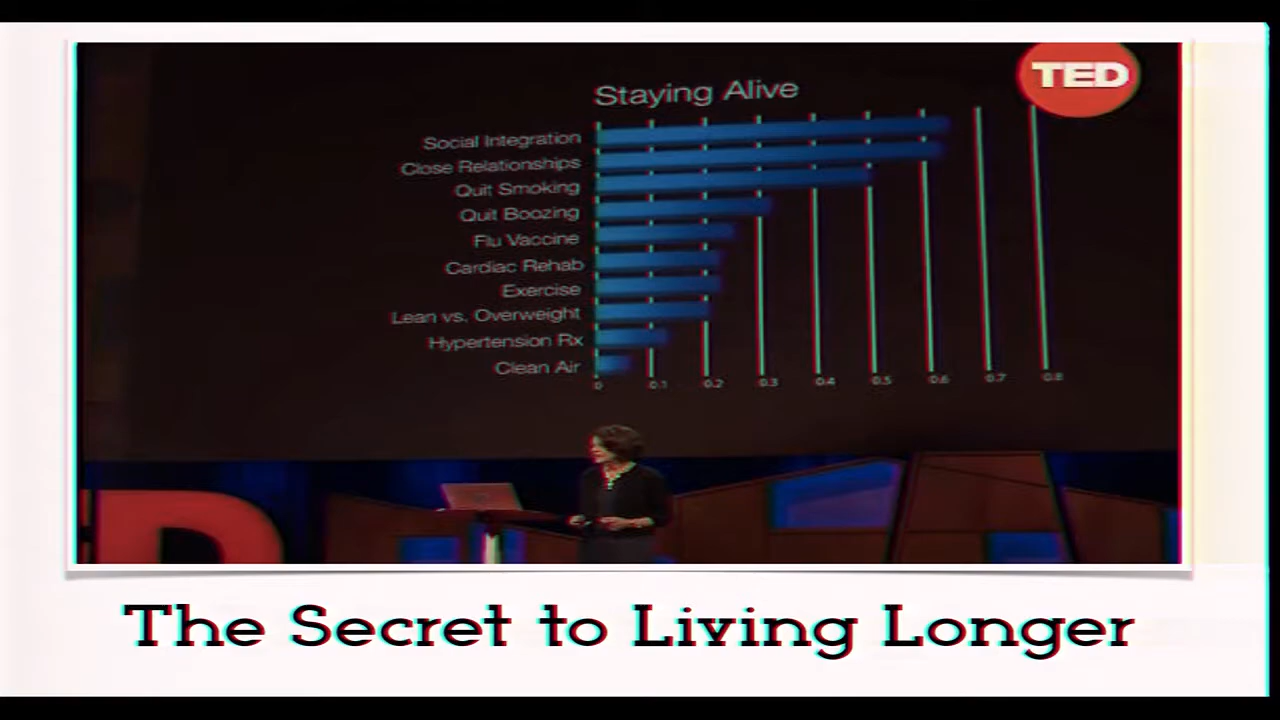 TED
Staying Alive
Social Integration
Close Relationships
Quit Smoking
Quit Boozing
Flu Vaccine
Cardiac Rehab
Exercise
Lean vs. Overweight
Hypertension Rx
Clean Air
0 0.1 0.2 0.3 0.4 0.5 0.6 0.7 0.8
The Secret to Living Longer